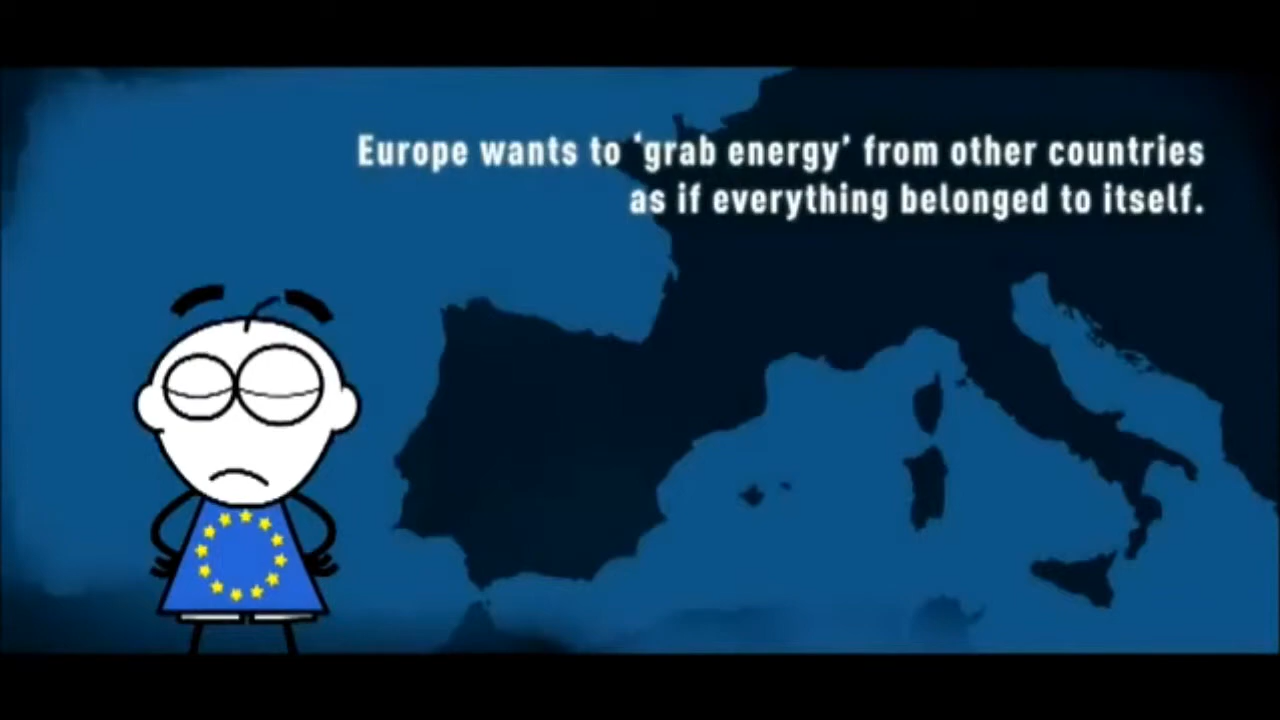 Europe wants to ‘grab energy’ from other countries
as if everything belonged to itself.